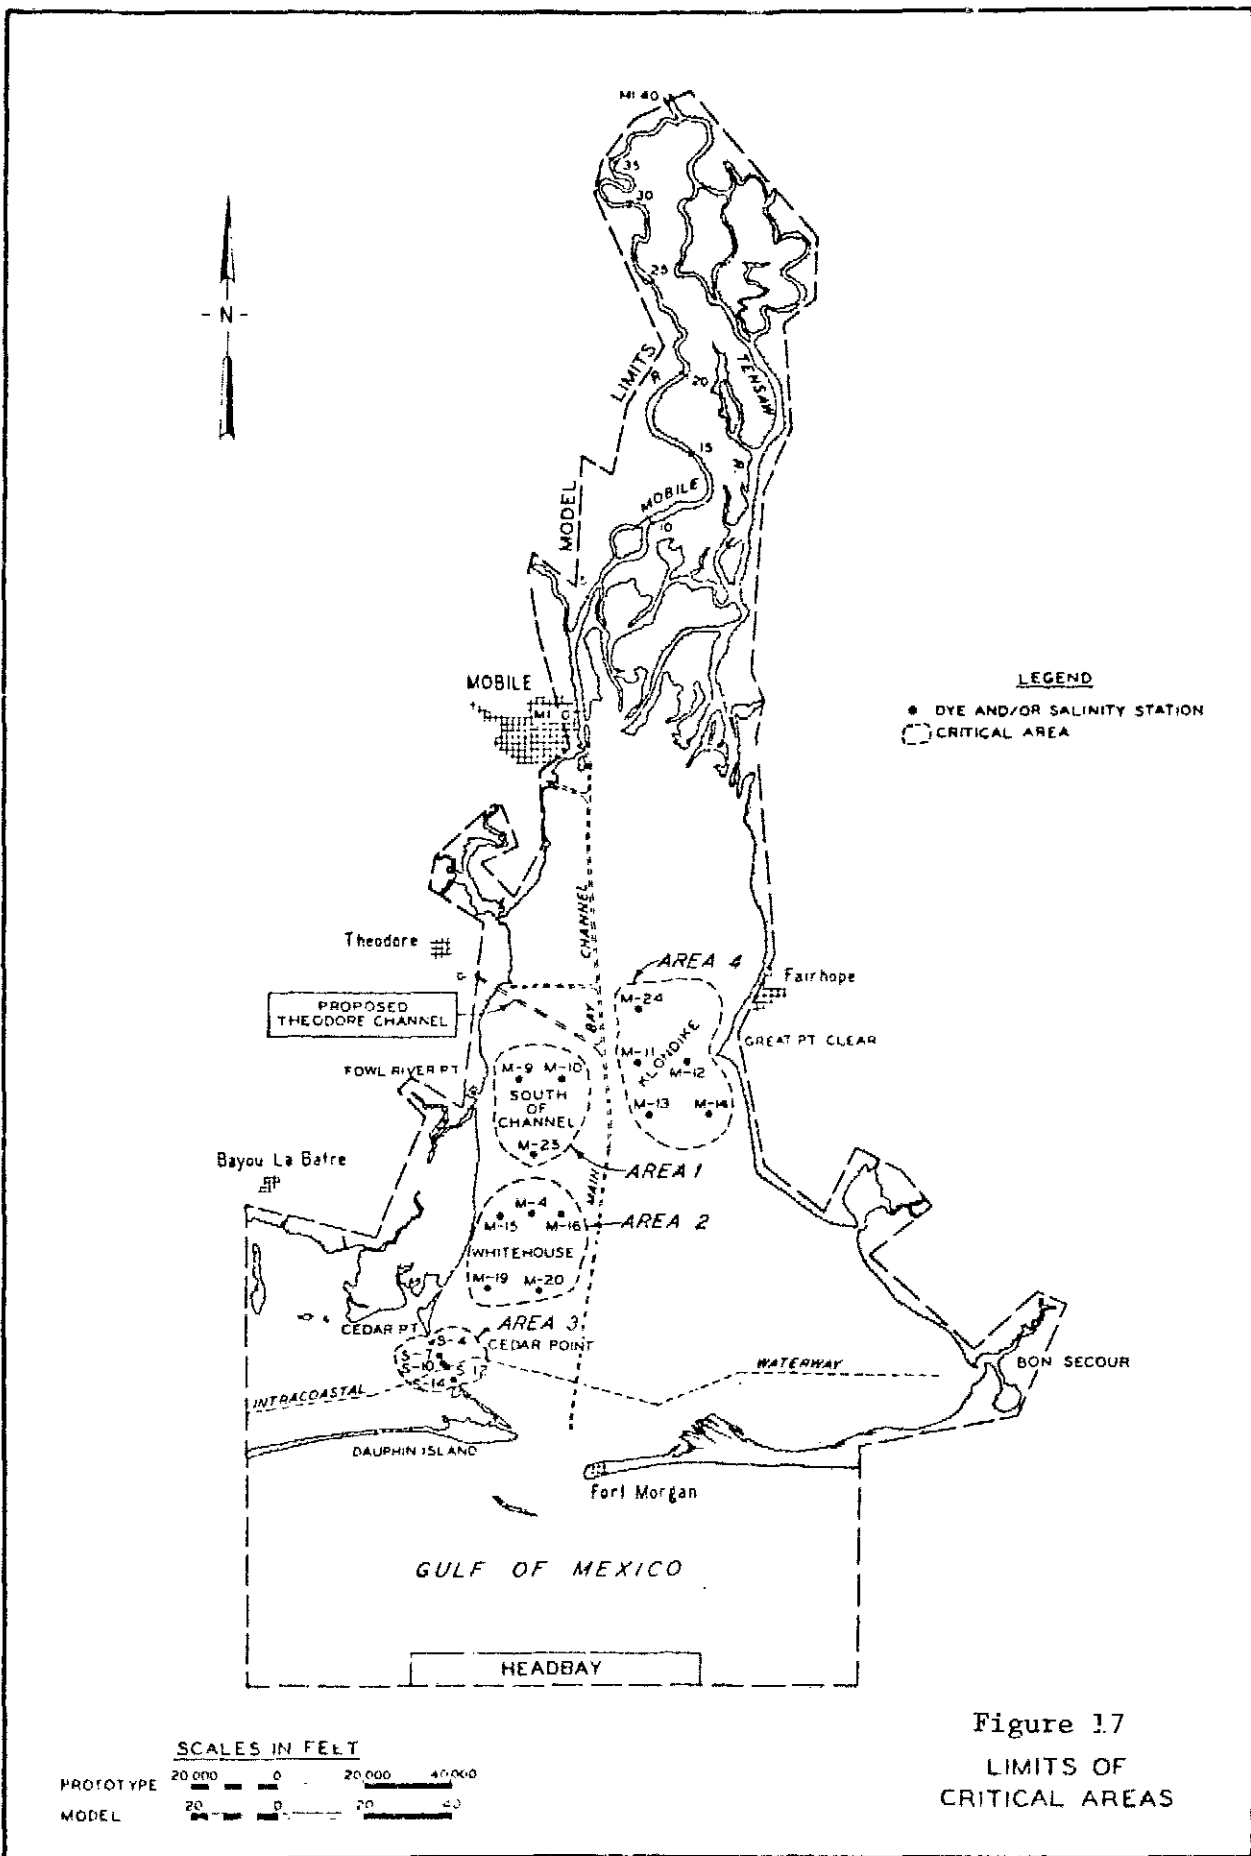 MI 40
35
30
25
- N -
LIMITS
R
20
TENSAW
R.
15
MODEL
MOBILE
10
MOBILE
MI 0
LEGEND
DYE AND/OR SALINITY STATION
CRITICAL AREA
CHANNEL
Theodore
AREA 4
Fairhope
M-24
PROPOSED
THEODORE CHANNEL
BAY
GREAT PT CLEAR
M-11
KLONDIKE
M-12
FOWL RIVER PT
M-9 M-10
SOUTH
OF
CHANNEL
M-13
M-14
M-23
Bayou La Batre
AREA 1
MAIN
M-4
M-15
M-16
AREA 2
WHITEHOUSE
M-19
M-20
CEDAR PT
AREA 3
S-4
CEDAR POINT
S-7
S-10
S-12
S-14
WATERWAY
BON SECOUR
INTRACOASTAL
DAUPHIN ISLAND
Fort Morgan
GULF OF MEXICO
HEADBAY
Figure 17
LIMITS OF
CRITICAL AREAS
SCALES IN FEET
PROTOTYPE 20 000 0 20 000 40 000
MODEL 20 0 20 40